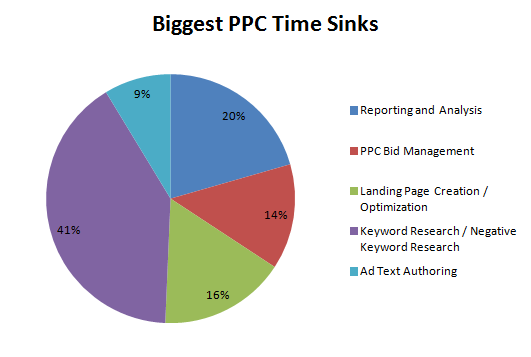 Biggest PPC Time Sinks
9%
20%
41%
14%
16%
Reporting and Analysis
PPC Bid Management
Landing Page Creation /
Optimization
Keyword Research / Negative
Keyword Research
Ad Text Authoring